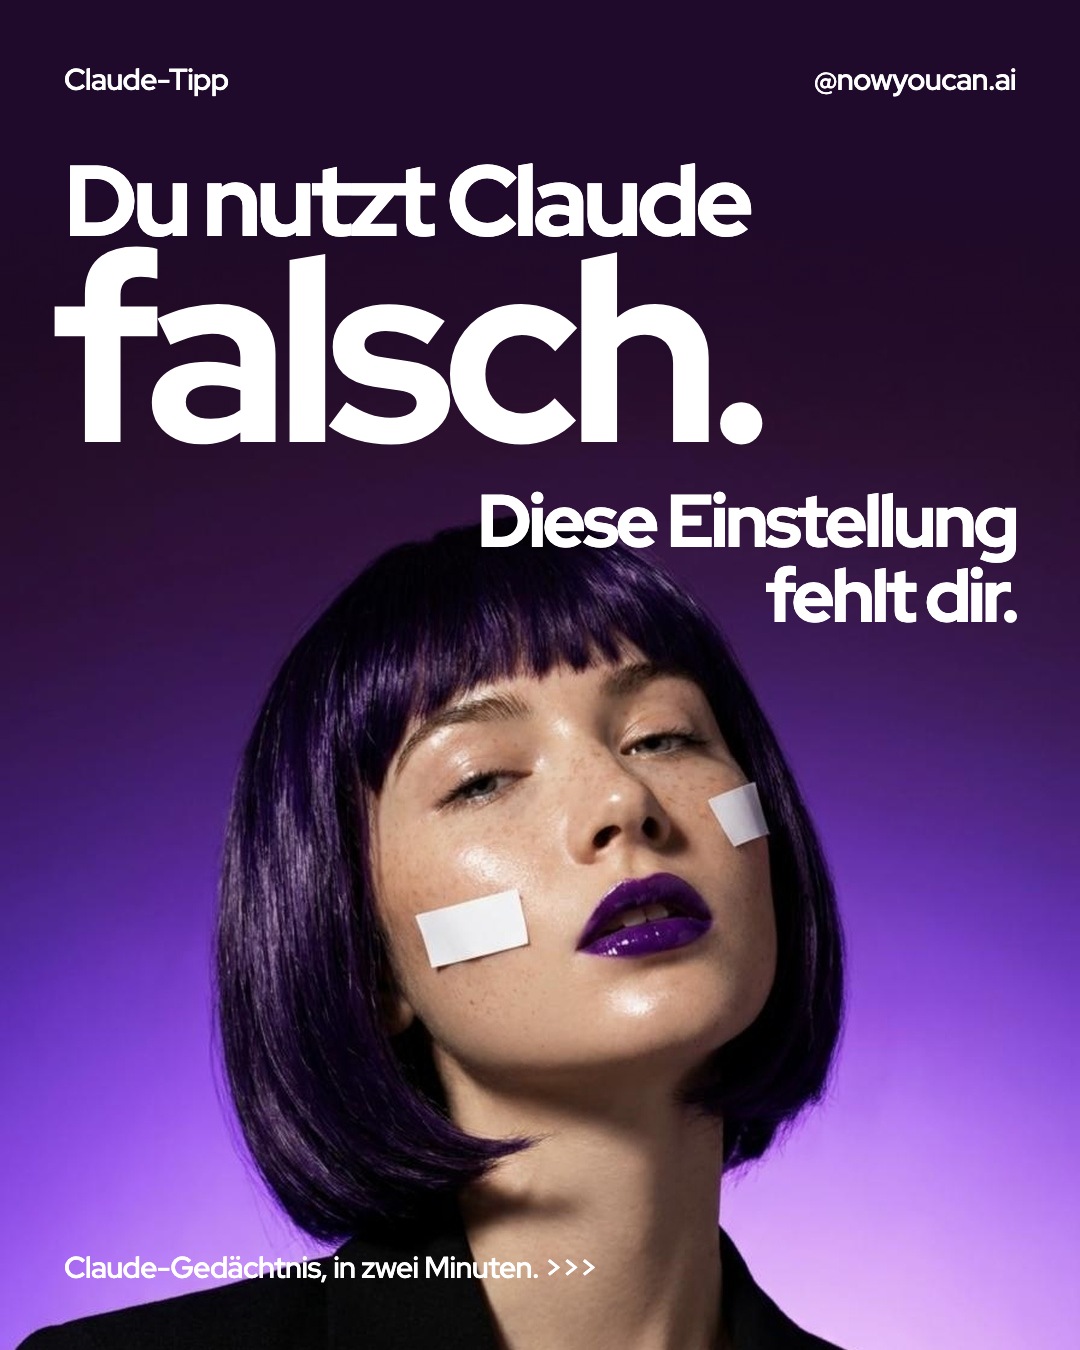 Claude-Tipp
@nowyoucan.ai
Du nutzt Claude
falsch.
Diese Einstellung
fehlt dir.
Claude-Gedächtnis, in zwei Minuten. >>>